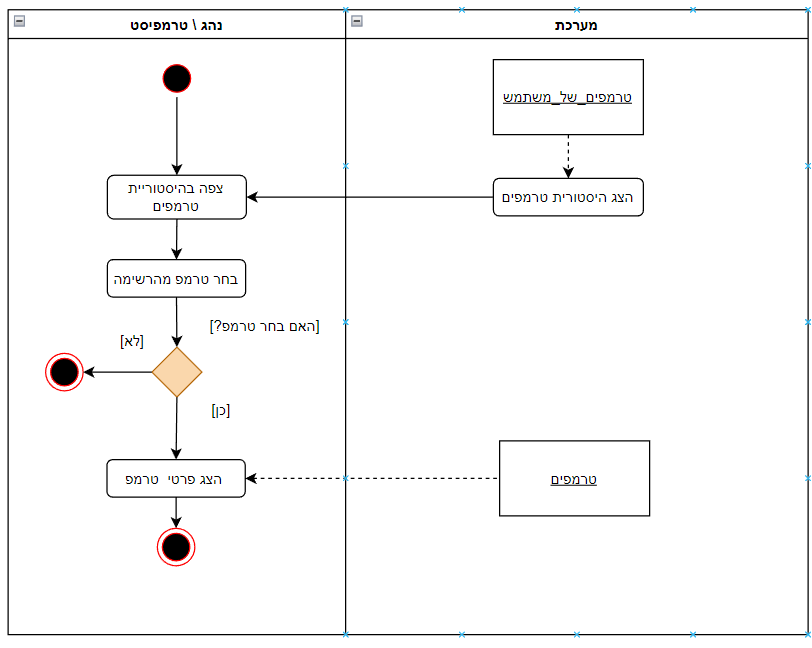 מערכת
נהג \ טרמפיסט
טרמפים_של_משתמש
הצג היסטורית טרמפים
צפה בהיסטוריית
טרמפים
בחר טרמפ מהרשימה
[האם בחר טרמפ?]
[לא]
[כן]
הצג פרטי טרמפ
טרמפים